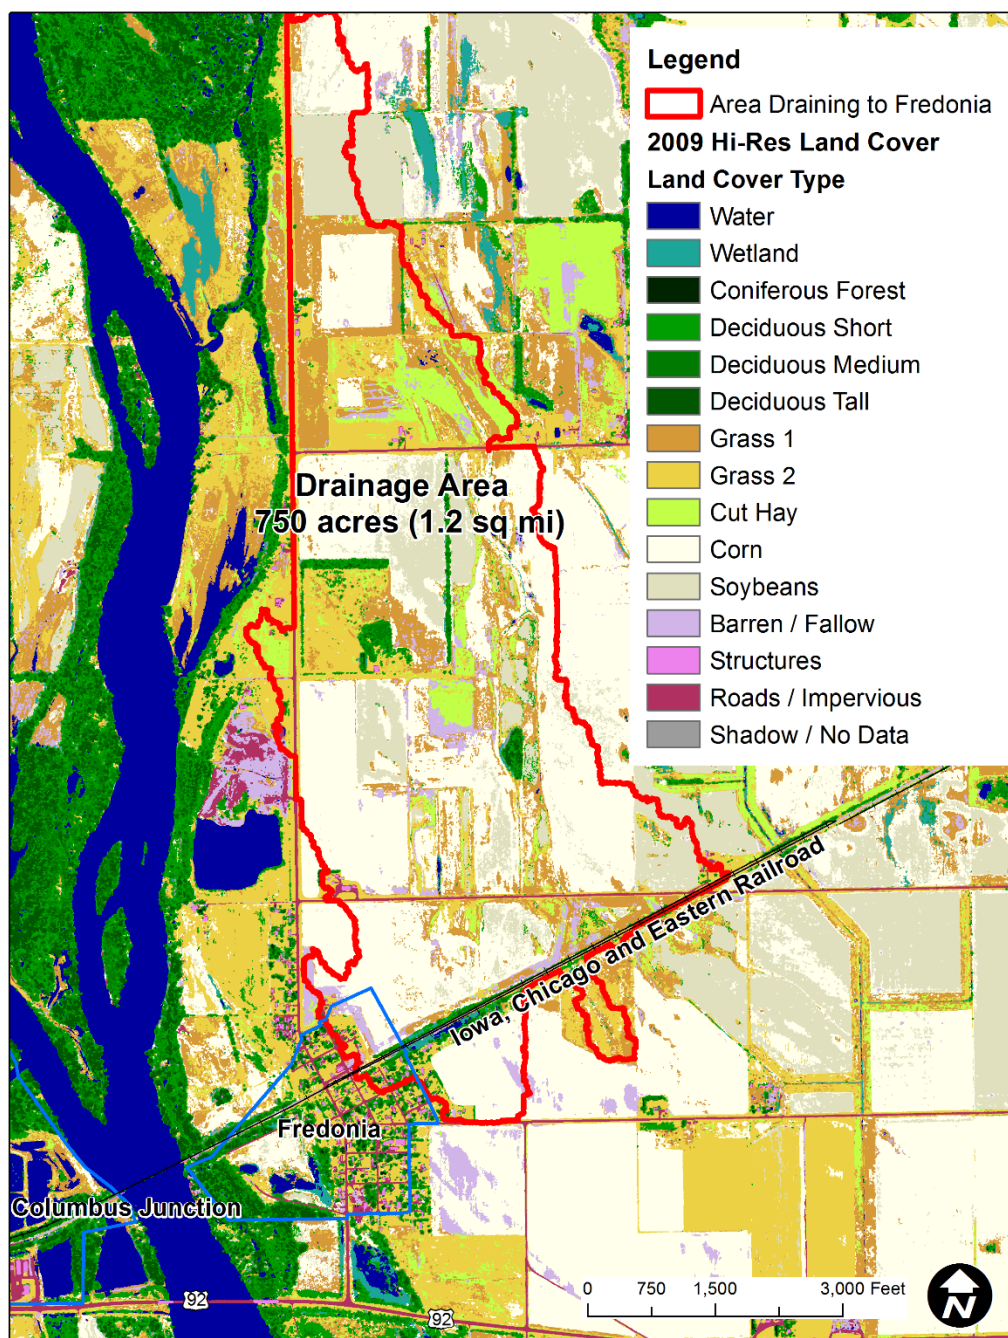 Legend
Area Draining to Fredonia
2009 Hi-Res Land Cover
Land Cover Type
Water
Wetland
Coniferous Forest
Deciduous Short
Deciduous Medium
Deciduous Tall
Grass 1
Grass 2
Cut Hay
Corn
Soybeans
Barren / Fallow
Structures
Roads / Impervious
Shadow / No Data
Drainage Area
750 acres (1.2 sq mi)
Iowa, Chicago and Eastern Railroad
Fredonia
Columbus Junction
92
92
0 750 1,500 3,000 Feet
N